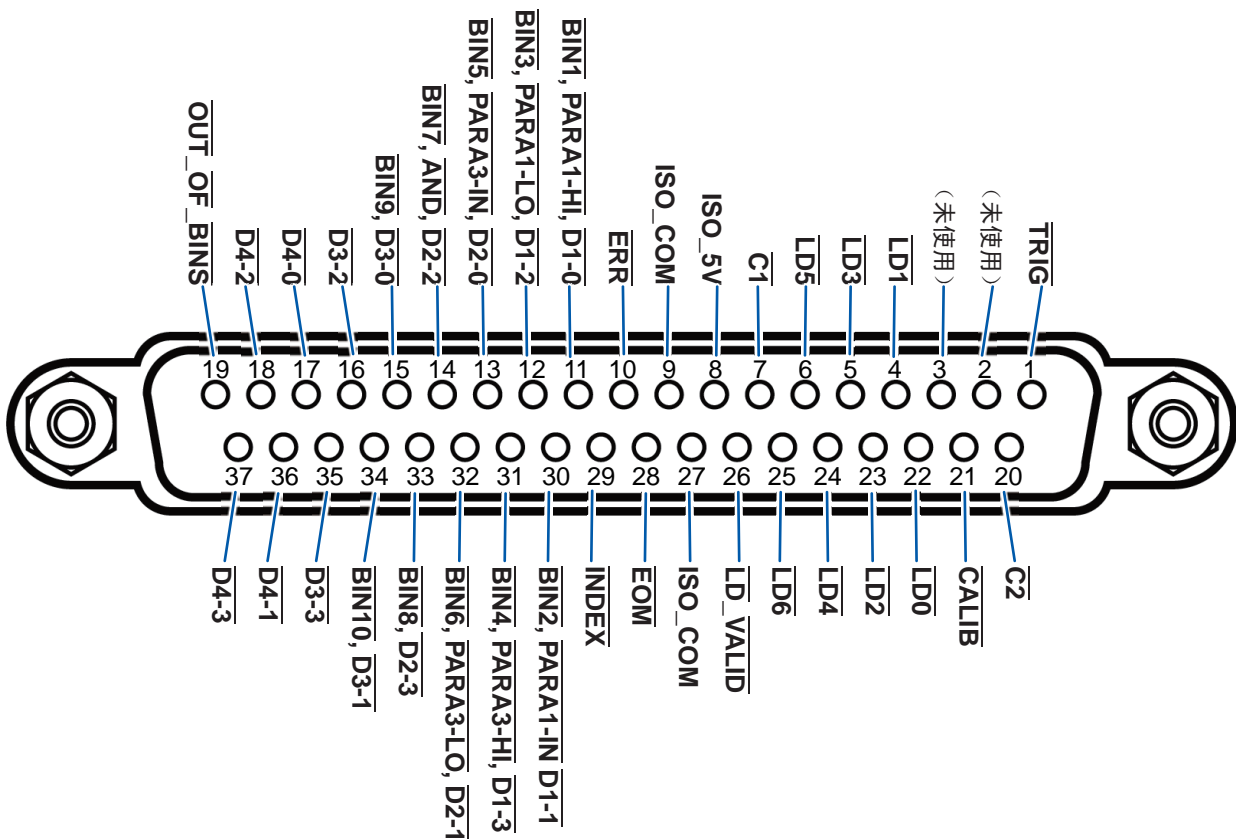 OUT_OF_BINS
D4-2
D4-0
D3-2
BIN9, D3-0
BIN7, AND, D2-2
BIN5, PARA3-IN, D2-0
BIN3, PARA1-LO, D1-2
BIN1, PARA1-HI, D1-0
ERR
ISO_COM
ISO_5V
C1
LD5
LD3
LD1
（未使用）
（未使用）
TRIG
19 18 17 16 15 14 13 12 11 10 9 8 7 6 5 4 3 2 1
37 36 35 34 33 32 31 30 29 28 27 26 25 24 23 22 21 20
D4-3
D4-1
D3-3
BIN10, D3-1
BIN8, D2-3
BIN6, PARA3-LO, D2-1
BIN4, PARA3-HI, D1-3
BIN2, PARA1-IN D1-1
INDEX
EOM
ISO_COM
LD_VALID
LD6
LD4
LD2
LD0
CALIB
C2